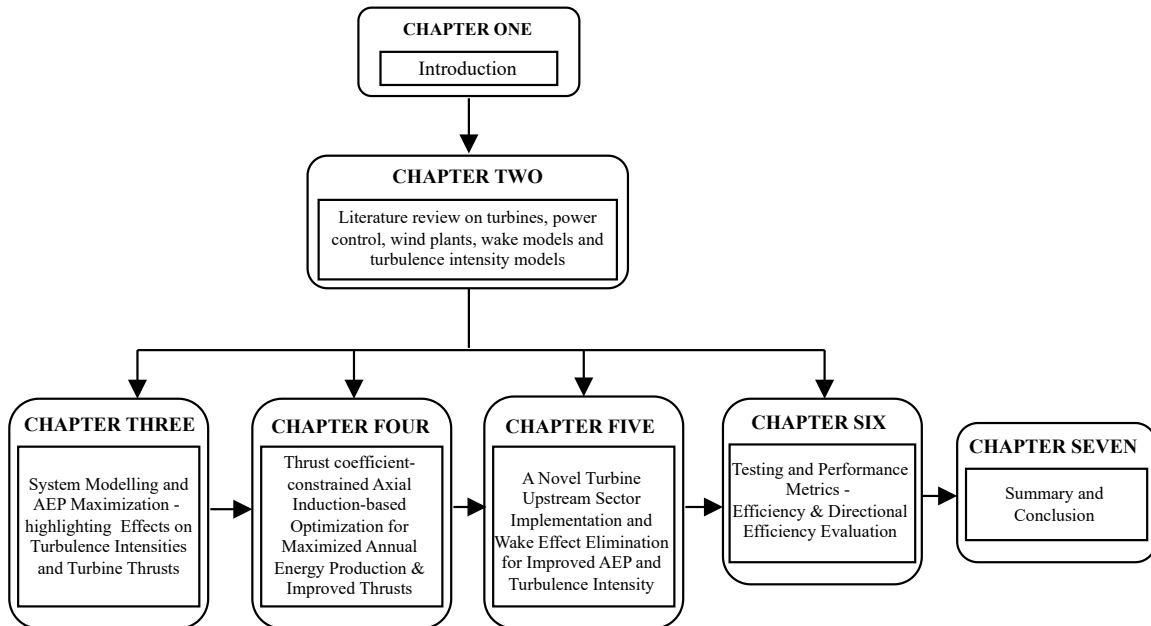 CHAPTER ONE
Introduction
CHAPTER TWO
Literature review on turbines, power
control, wind plants, wake models and
turbulence intensity models
CHAPTER THREE
System Modelling and
AEP Maximization -
highlighting Effects on
Turbulence Intensities
and Turbine Thrusts
CHAPTER FOUR
Thrust coefficient-
constrained Axial
Induction-based
Optimization for
Maximized Annual
Energy Production &
Improved Thrusts
CHAPTER FIVE
A Novel Turbine
Upstream Sector
Implementation and
Wake Effect Elimination
for Improved AEP and
Turbulence Intensity
CHAPTER SIX
Testing and Performance
Metrics -
Efficiency & Directional
Efficiency Evaluation
CHAPTER SEVEN
Summary and
Conclusion